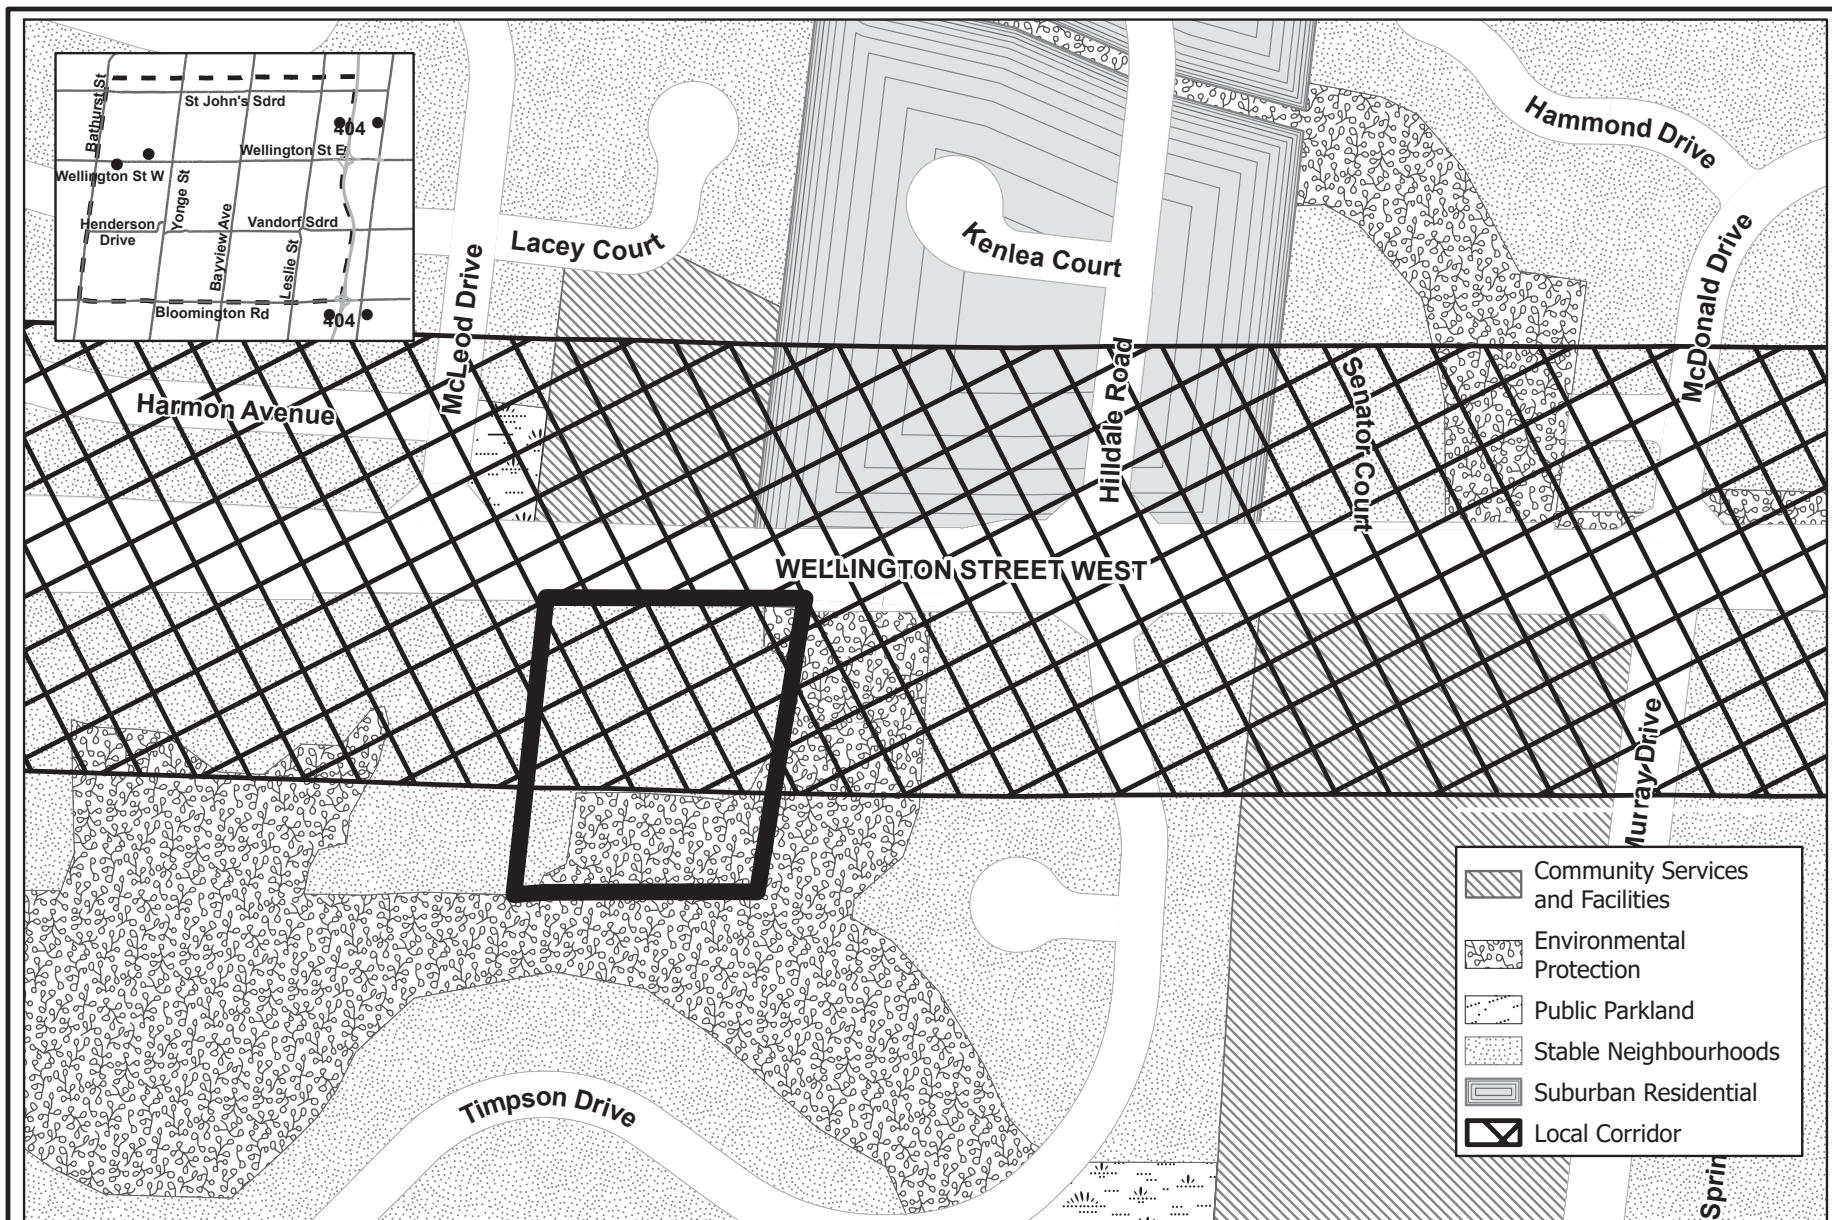 Bathurst St
St John's Sdrd
404
Wellington St E
Wellington St W
Yonge St
Henderson
Drive
Bayview Ave
Vandorf Sdrd
Leslie St
Bloomington Rd
404
Hammond Drive
Lacey Court
Kenlea Court
McLeod Drive
McDonald Drive
Harmon Avenue
Hilldale Road
Senator Court
WELLINGTON STREET WEST
Murray Drive
Timpson Drive
Community Services
and Facilities
Environmental
Protection
Public Parkland
Stable Neighbourhoods
Suburban Residential
Local Corridor
Sprin